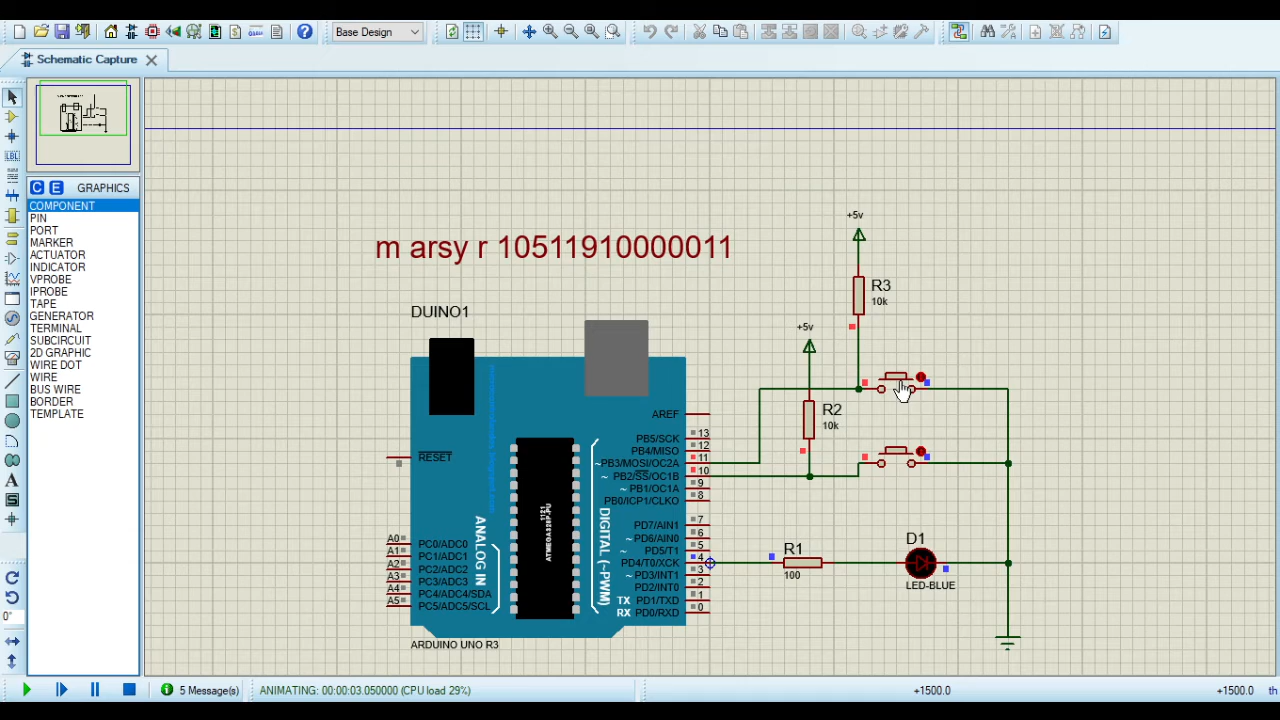 Base Design
Schematic Capture
C E GRAPHICS
COMPONENT
PIN
PORT
MARKER
ACTUATOR
INDICATOR
VPROBE
IPROBE
TAPE
GENERATOR
TERMINAL
SUBCIRCUIT
2D GRAPHIC
WIRE DOT
WIRE
BUS WIRE
BORDER
TEMPLATE
LBL
A
S
0°
m arsy r 10511910000011
+5v
R3
10k
+5v
R2
10k
DUINO1
AREF
RESET
PB5/SCK 13
PB4/MISO 12
~PB3/MOSI/OC2A 11
~ PB2/SS/OC1B 10
~ PB1/OC1A 9
PB0/ICP1/CLKO 8
PD7/AIN1 7
~ PD6/AIN0 6
~ PD5/T1 5
PD4/T0/XCK 4
~ PD3/INT1 3
PD2/INT0 2
TX PD1/TXD 1
RX PD0/RXD 0
DIGITAL (~PWM)
ANALOG IN
1121
ATMEGA328P-PU
A0 PC0/ADC0
A1 PC1/ADC1
A2 PC2/ADC2
A3 PC3/ADC3
A4 PC4/ADC4/SDA
A5 PC5/ADC5/SCL
ARDUINO UNO R3
R1
100
D1
LED-BLUE
5 Message(s)
ANIMATING: 00:00:03.050000 (CPU load 29%)
+1500.0
+1500.0
th